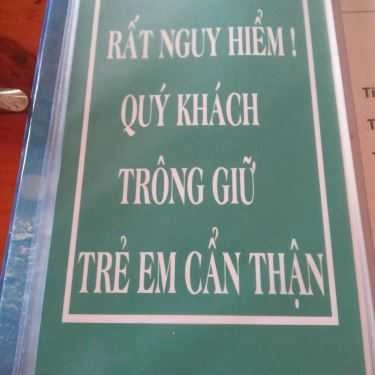 RẤT NGUY HIỂM !
QUÝ KHÁCH
TRÔNG GIỮ
TRẺ EM CẨN THẬN